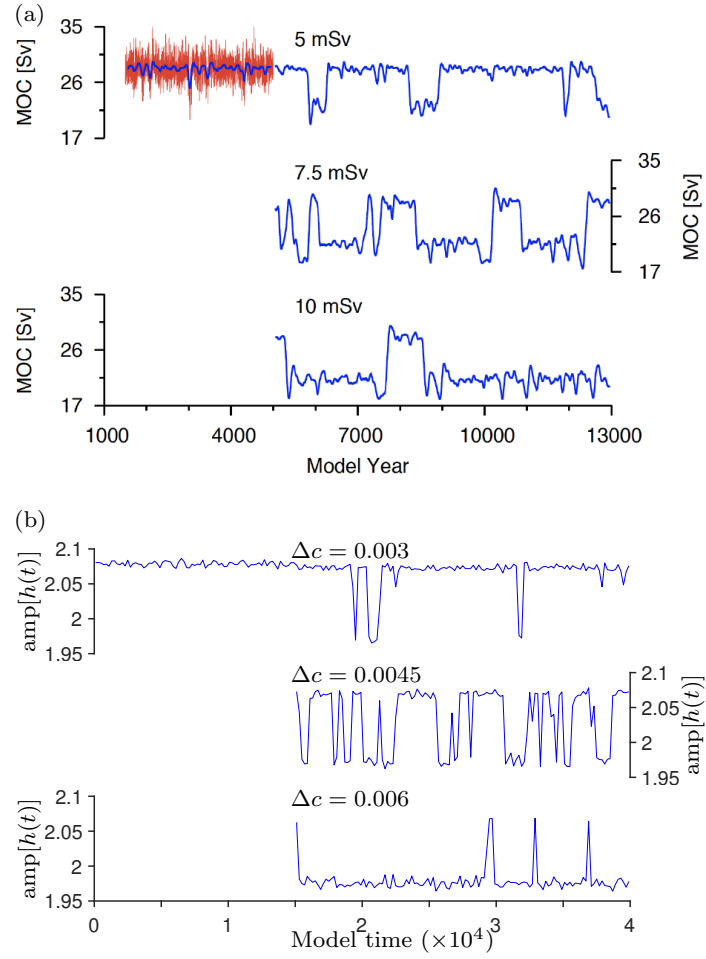 (a)
35
28
17
MOC [Sv]
5 mSv
7.5 mSv
35
26
17
MOC [Sv]
35
26
17
MOC [Sv]
10 mSv
1000 4000 7000 10000 13000
Model Year
(b)
2.1
2.05
2
1.95
amp[h(t)]
Δc = 0.003
Δc = 0.0045
2.1
2.05
2
1.95
amp[h(t)]
2.1
2.05
2
1.95
amp[h(t)]
Δc = 0.006
0 1 2 3 4
Model time (×10⁴)